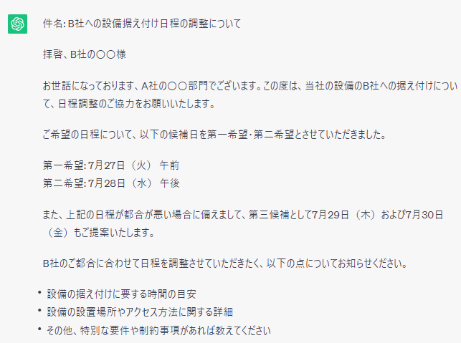 件名: B社への設備据え付け日程の調整について
拝啓、B社の〇〇様
お世話になっております、A社の〇〇部門でございます。この度は、当社の設備のB社への据え付けについ
て、日程調整のご協力をお願いいたします。
ご希望の日程について、以下の候補日を第一希望・第二希望とさせていただきました。
第一希望: 7月27日（火） 午前
第二希望: 7月28日（水） 午後
また、上記の日程が都合が悪い場合に備えまして、第三候補として7月29日（木）および7月30日
（金）もご提案いたします。
B社のご都合に合わせて日程を調整させていただきたく、以下の点についてお知らせください。
• 設備の据え付けに要する時間の目安
• 設備の設置場所やアクセス方法に関する詳細
• その他、特別な要件や制約事項があれば教えてください